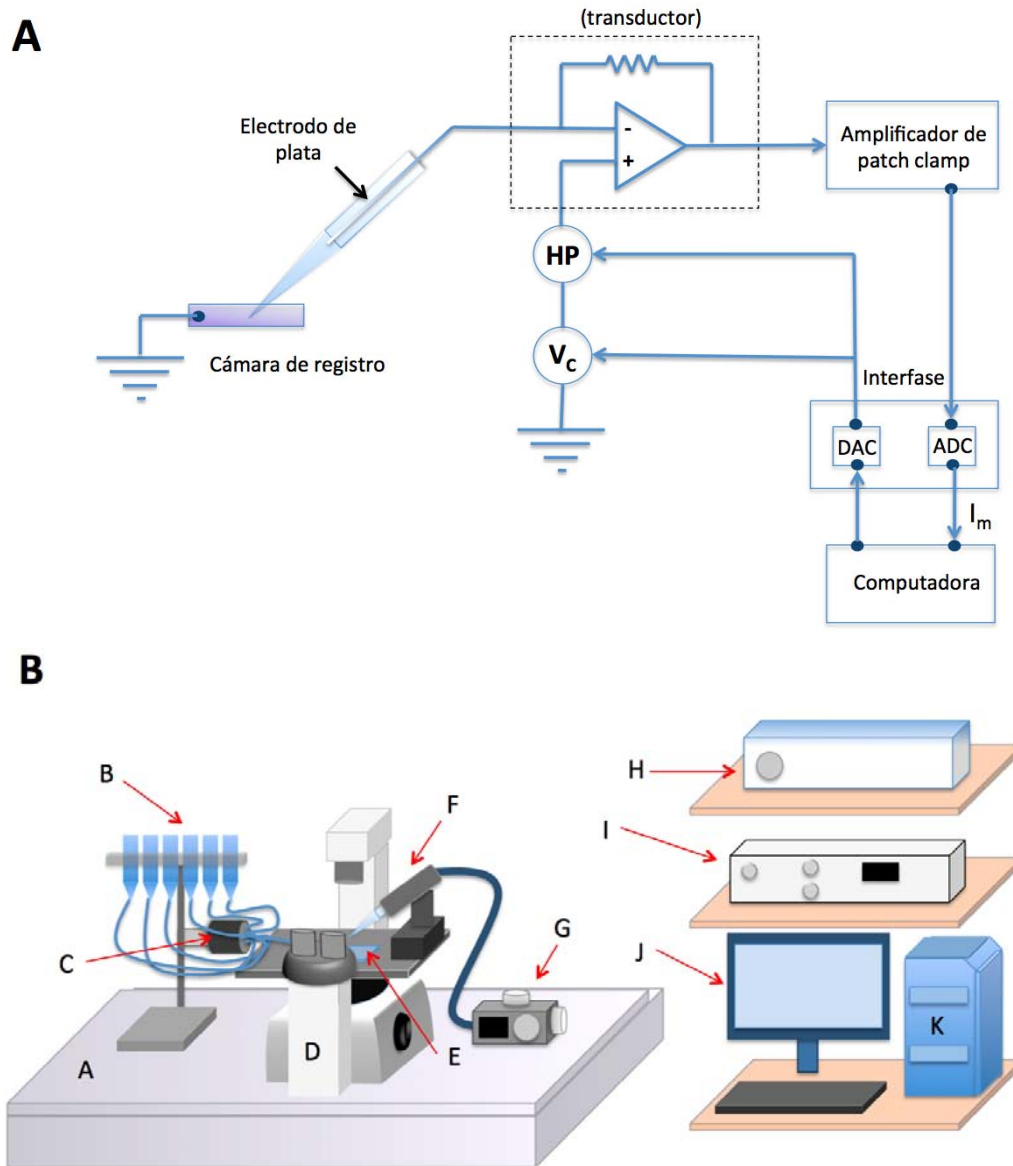 A
(transductor)
Electrodo de
plata
-
+
Amplificador de
patch clamp
HP
Cámara de registro
Vc
Interfase
DAC
ADC
Im
Computadora
B
B
F
H
I
G
C
J
K
A
D
E